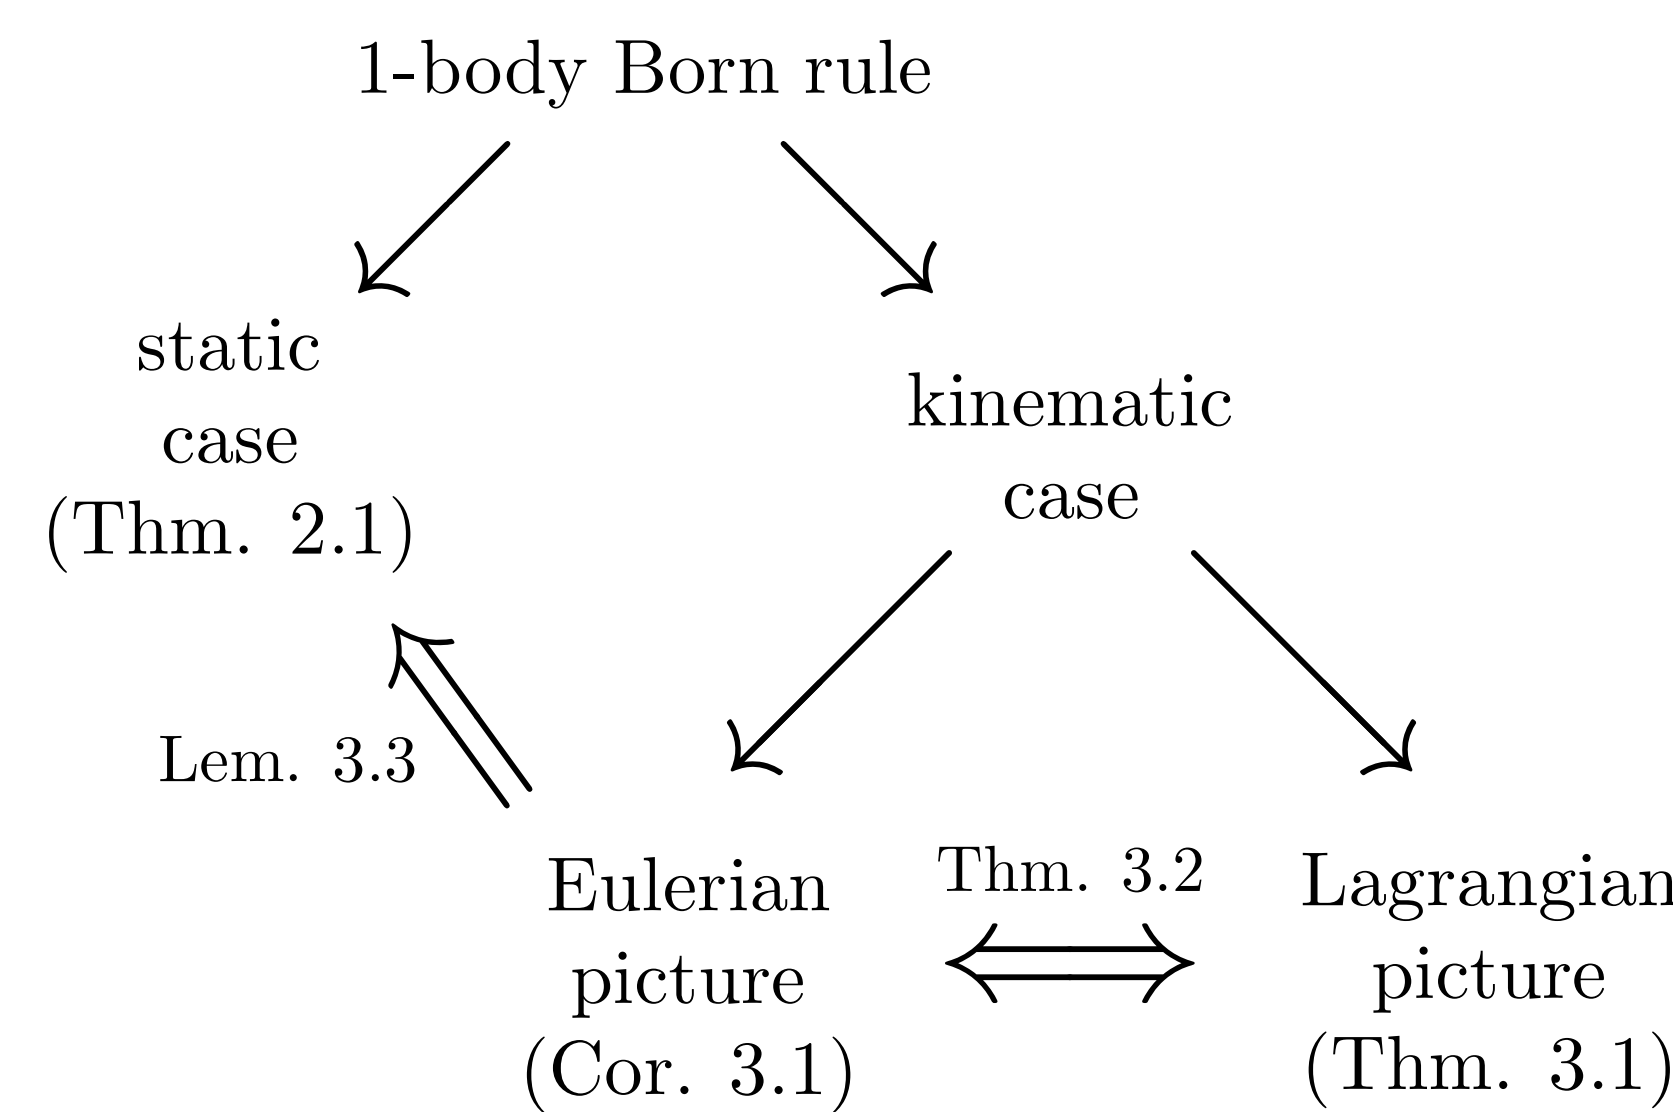 1-body Born rule
static
case
(Thm. 2.1)
kinematic
case
Lem. 3.3
Eulerian
picture
(Cor. 3.1)
Thm. 3.2
Lagrangian
picture
(Thm. 3.1)